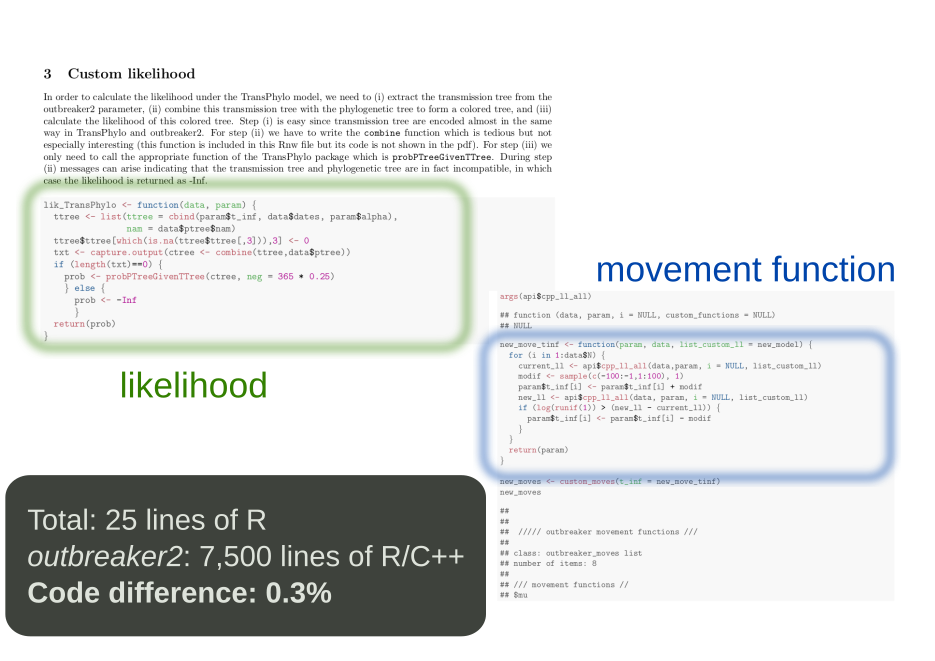 3 Custom likelihood
In order to calculate the likelihood under the TransPhylo model, we need to (i) extract the transmission tree from the
outbreaker2 parameter, (ii) combine this transmission tree with the phylogenetic tree to form a colored tree, and (iii)
calculate the likelihood of this colored tree. Step (i) is easy since transmission tree are encoded almost in the same
way in TransPhylo and outbreaker2. For step (ii) we have to write the combine function which is tedious but not
especially interesting (this function is included in this Rnw file but its code is not shown in the pdf). For step (iii) we
only need to call the appropriate function of the TransPhylo package which is probPTreeGivenTTree. During step
(ii) messages can arise indicating that the transmission tree and phylogenetic tree are in fact incompatible, in which
case the likelihood is returned as -Inf.
lik_TransPhylo <- function(data, param) {
  ttree <- list(ttree = cbind(param$t_inf, data$dates, param$alpha),
                nam = data$ptree$nam)
  ttree$ttree[which(is.na(ttree$ttree[,3])),3] <- 0
  txt <- capture.output(ctree <- combine(ttree,data$ptree))
  if (length(txt)==0) {
    prob <- probPTreeGivenTTree(ctree, neg = 365 * 0.25)
    } else {
      prob <- -Inf
      }
  return(prob)
}
likelihood
movement function
args(api$cpp_ll_all)
## function (data, param, i = NULL, custom_functions = NULL)
## NULL
new_move_tinf <- function(param, data, list_custom_ll = new_model) {
  for (i in 1:data$N) {
    current_ll <- api$cpp_ll_all(data,param, i = NULL, list_custom_ll)
    modif <- sample(c(-100:-1,1:100), 1)
    param$t_inf[i] <- param$t_inf[i] + modif
    new_ll <- api$cpp_ll_all(data, param, i = NULL, list_custom_ll)
    if (log(runif(1)) > (new_ll - current_ll)) {
      param$t_inf[i] <- param$t_inf[i] - modif
    }
  }
  return(param)
}
new_moves <- custom_moves(t_inf = new_move_tinf)
new_moves
##
##
##  ///// outbreaker movement functions ///
##
## class: outbreaker_moves list
## number of items: 8
##
## /// movement functions //
## $mu
Total: 25 lines of R
outbreaker2: 7,500 lines of R/C++
Code difference: 0.3%